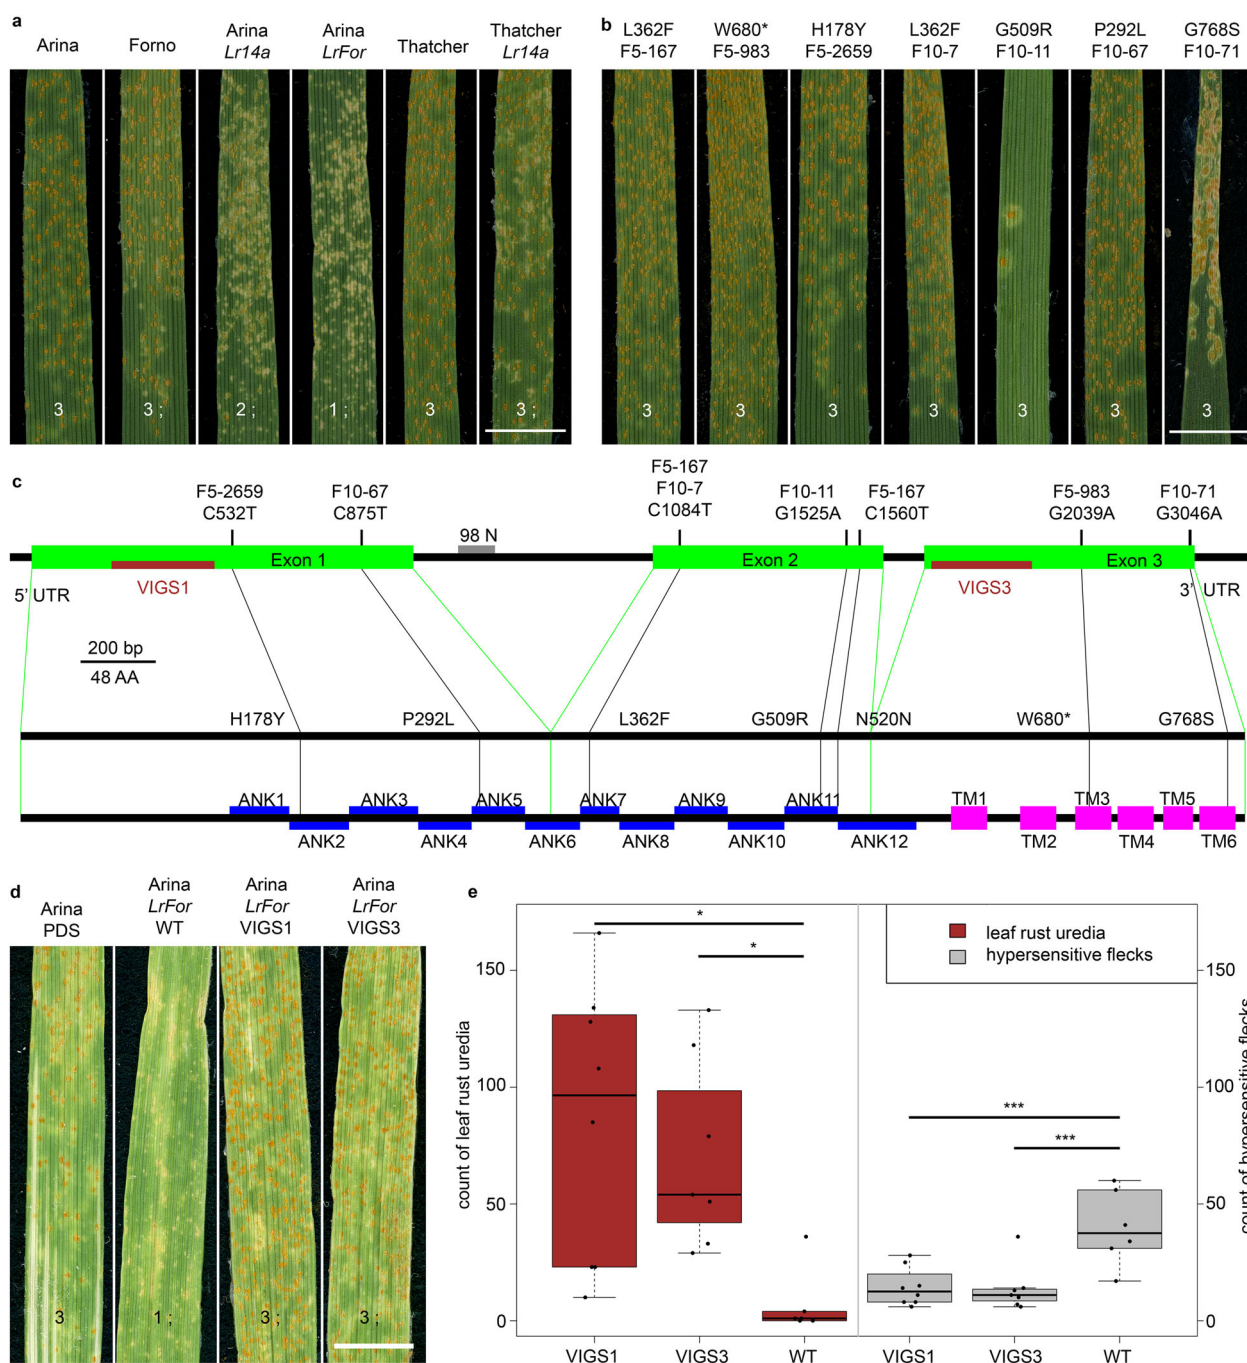 a
Arina
Forno
Arina
Lr14a
Arina
LrFor
Thatcher
Thatcher
Lr14a
3
3 ;
2 ;
1 ;
3
3 ;
b
L362F
F5-167
W680*
F5-983
H178Y
F5-2659
L362F
F10-7
G509R
F10-11
P292L
F10-67
G768S
F10-71
3
3
3
3
3
3
3
c
F5-2659
C532T
F10-67
C875T
98 N
F5-167
F10-7
C1084T
F10-11
G1525A
F5-167
C1560T
F5-983
G2039A
F10-71
G3046A
Exon 1
Exon 2
Exon 3
5' UTR
VIGS1
VIGS3
3' UTR
200 bp
48 AA
H178Y
P292L
L362F
G509R
N520N
W680*
G768S
ANK1
ANK3
ANK5
ANK7
ANK9
ANK11
TM1
TM3
TM5
ANK2
ANK4
ANK6
ANK8
ANK10
ANK12
TM2
TM4
TM6
d
Arina
PDS
Arina
LrFor
WT
Arina
LrFor
VIGS1
Arina
LrFor
VIGS3
3
1 ;
3 ;
3 ;
e
*
*
leaf rust uredia
hypersensitive flecks
***
***
150
100
50
0
count of leaf rust uredia
150
100
50
0
count of hypersensitive flecks
VIGS1
VIGS3
WT
VIGS1
VIGS3
WT